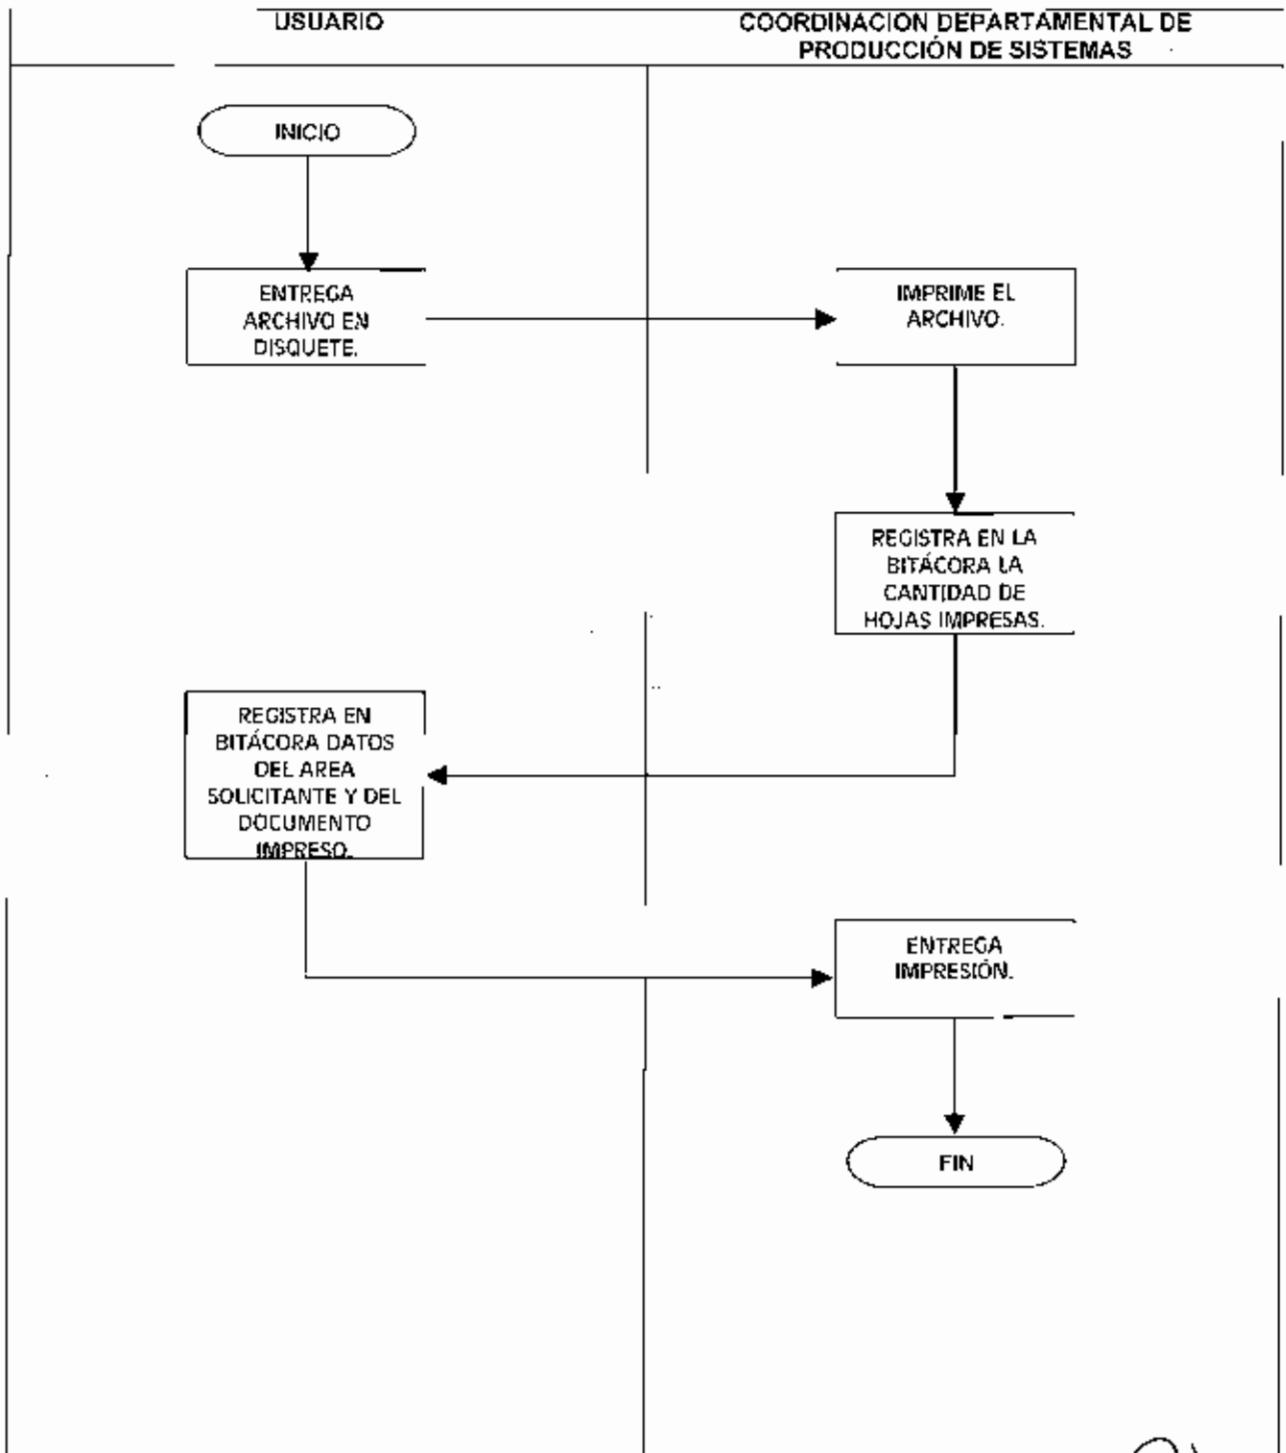 USUARIO
COORDINACION DEPARTAMENTAL DE
PRODUCCIÓN DE SISTEMAS
INICIO
ENTREGA
ARCHIVO EN
DISQUETE.
IMPRIME EL
ARCHIVO.
REGISTRA EN LA
BITÁCORA LA
CANTIDAD DE
HOJAS IMPRESAS.
REGISTRA EN
BITÁCORA DATOS
DEL AREA
SOLICITANTE Y DEL
DOCUMENTO
IMPRESO.
ENTREGA
IMPRESIÓN.
FIN